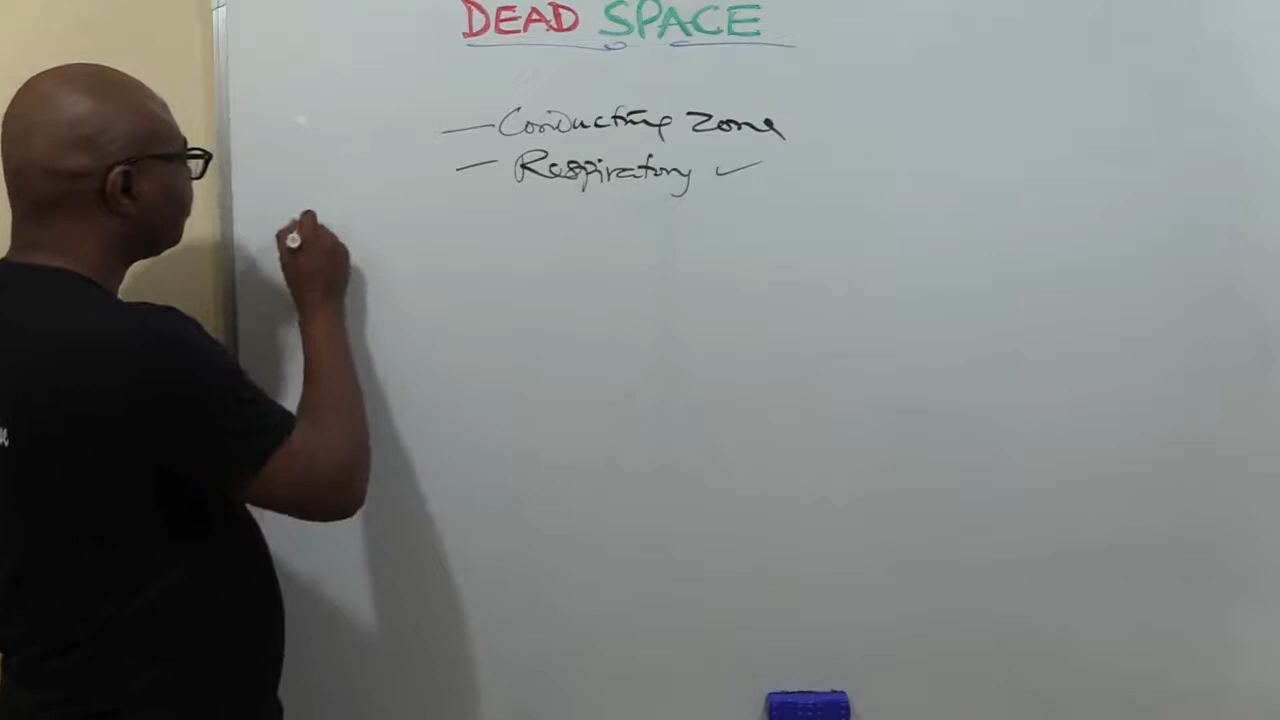 DEAD SPACE
— Conducting Zone
— Respiratory ✓